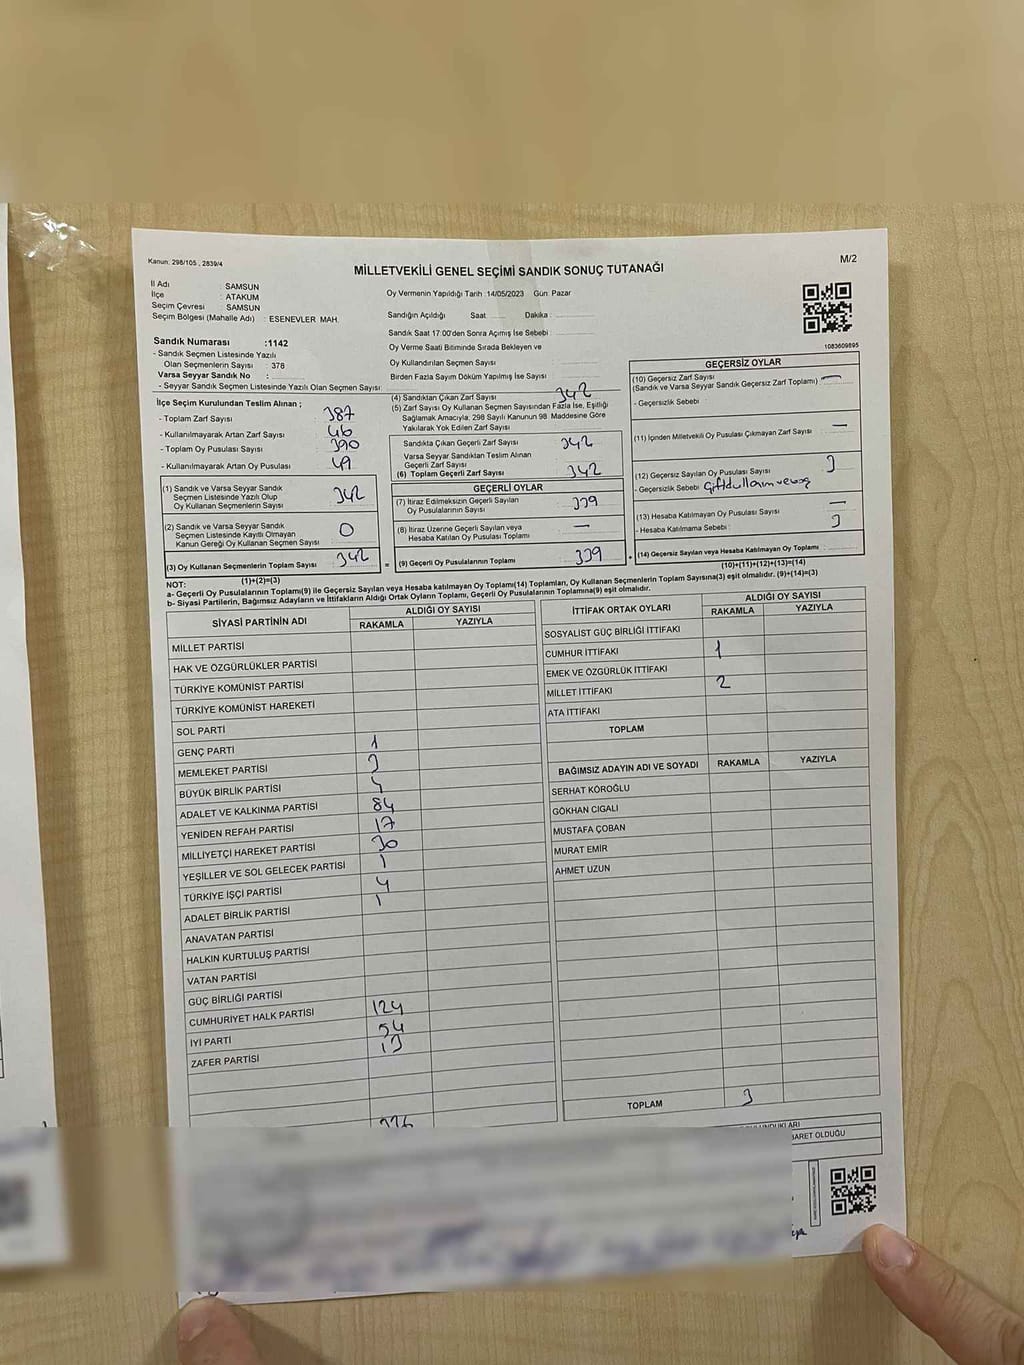 Kanun: 298/105 , 2839/4
M/2
MİLLETVEKİLİ GENEL SEÇİMİ SANDIK SONUÇ TUTANAĞI
İl Adı : SAMSUN
İlçe : ATAKUM
Seçim Çevresi : SAMSUN
Seçim Bölgesi (Mahalle Adı) : ESENEVLER MAH.
Sandık Numarası :1142
- Sandık Seçmen Listesinde Yazılı
Olan Seçmenlerin Sayısı : 378
Varsa Seyyar Sandık No :
- Seyyar Sandık Seçmen Listesinde Yazılı Olan Seçmen Sayısı:
Oy Vermenin Yapıldığı Tarih :14/05/2023 Gün: Pazar
Sandığın Açıldığı Saat Dakika :
Sandık Saat 17:00'den Sonra Açımış İse Sebebi :
Oy Verme Saati Bitiminde Sırada Bekleyen ve
Oy Kullandırılan Seçmen Sayısı :
Birden Fazla Sayım Döküm Yapılmış İse Sayısı :
1083609895
İlçe Seçim Kurulundan Teslim Alınan ;
- Toplam Zarf Sayısı : 387
- Kullanılmayarak Artan Zarf Sayısı : 46
- Toplam Oy Pusulası Sayısı : 390
- Kullanılmayarak Artan Oy Pusulası : 49
(1) Sandık ve Varsa Seyyar Sandık
Seçmen Listesinde Yazılı Olup
Oy Kullanan Seçmenlerin Sayısı : 342
(2) Sandık ve Varsa Seyyar Sandık
Seçmen Listesinde Kayıtlı Olmayan
Kanun Gereği Oy Kullanan Seçmen Sayısı : 0
(3) Oy Kullanan Seçmenlerin Toplam Sayısı : 342
(1)+(2)=(3)
(4) Sandıktan Çıkan Zarf Sayısı : 342
(5) Zarf Sayısı Oy Kullanan Seçmen Sayısından Fazla İse, Eşitliği
Sağlamak Amacıyla, 298 Sayılı Kanunun 98. Maddesine Göre
Yakılarak Yok Edilen Zarf Sayısı :
Sandıkta Çıkan Geçerli Zarf Sayısı : 342
Varsa Seyyar Sandıktan Teslim Alınan
Geçerli Zarf Sayısı :
(6) Toplam Geçerli Zarf Sayısı : 342
GEÇERLİ OYLAR
(7) İtiraz Edilmeksizin Geçerli Sayılan
Oy Pusulalarının Sayısı : 339
(8) İtiraz Üzerine Geçerli Sayılan veya
Hesaba Katılan Oy Pusulası Toplamı : —
= (9) Geçerli Oy Pusulalarının Toplamı : 339
GEÇERSİZ OYLAR
(10) Geçersiz Zarf Sayısı : —
(Sandık ve Varsa Seyyar Sandık Geçersiz Zarf Toplamı)
- Geçersizlik Sebebi :
(11) İçinden Milletvekili Oy Pusulası Çıkmayan Zarf Sayısı : —
(12) Geçersiz Sayılan Oy Pusulası Sayısı : 3
- Geçersizlik Sebebi :
(13) Hesaba Katılmayan Oy Pusulası Sayısı : —
- Hesaba Katılmama Sebebi :
+ (14) Geçersiz Sayılan veya Hesaba Katılmayan Oy Toplamı : 3
(10)+(11)+(12)+(13)=(14)
NOT:
a- Geçerli Oy Pusulalarının Toplamı(9) ile Geçersiz Sayılan veya Hesaba katılmayan Oy Toplamı(14) Toplamları, Oy Kullanan Seçmenlerin Toplam Sayısına(3) eşit olmalıdır. (9)+(14)=(3)
b- Siyasi Partilerin, Bağımsız Adayların ve İttifakların Aldığı Ortak Oyların Toplamı, Geçerli Oy Pusulalarının Toplamına(9) eşit olmalıdır.
SİYASİ PARTİNİN ADI ALDIĞI OY SAYISI
RAKAMLA YAZIYLA
MİLLET PARTİSİ
HAK VE ÖZGÜRLÜKLER PARTİSİ
TÜRKİYE KOMÜNİST PARTİSİ
TÜRKİYE KOMÜNİST HAREKETİ
SOL PARTİ
GENÇ PARTİ 1
MEMLEKET PARTİSİ 3
BÜYÜK BİRLİK PARTİSİ
ADALET VE KALKINMA PARTİSİ 84
YENİDEN REFAH PARTİSİ 17
MİLLİYETÇİ HAREKET PARTİSİ 30
YEŞİLLER VE SOL GELECEK PARTİSİ 1
TÜRKİYE İŞÇİ PARTİSİ 4
ADALET BİRLİK PARTİSİ 1
ANAVATAN PARTİSİ
HALKIN KURTULUŞ PARTİSİ
VATAN PARTİSİ
GÜÇ BİRLİĞİ PARTİSİ
CUMHURİYET HALK PARTİSİ 124
İYİ PARTİ 54
ZAFER PARTİSİ 13
336
İTTİFAK ORTAK OYLARI ALDIĞI OY SAYISI
RAKAMLA YAZIYLA
SOSYALİST GÜÇ BİRLİĞİ İTTİFAKI
CUMHUR İTTİFAKI 1
EMEK VE ÖZGÜRLÜK İTTİFAKI
MİLLET İTTİFAKI 2
ATA İTTİFAKI
TOPLAM
BAĞIMSIZ ADAYIN ADI VE SOYADI RAKAMLA YAZIYLA
SERHAT KÖROĞLU
GÖKHAN CIGALI
MUSTAFA ÇOBAN
MURAT EMİR
AHMET UZUN
TOPLAM 3
BARET OLDUĞU